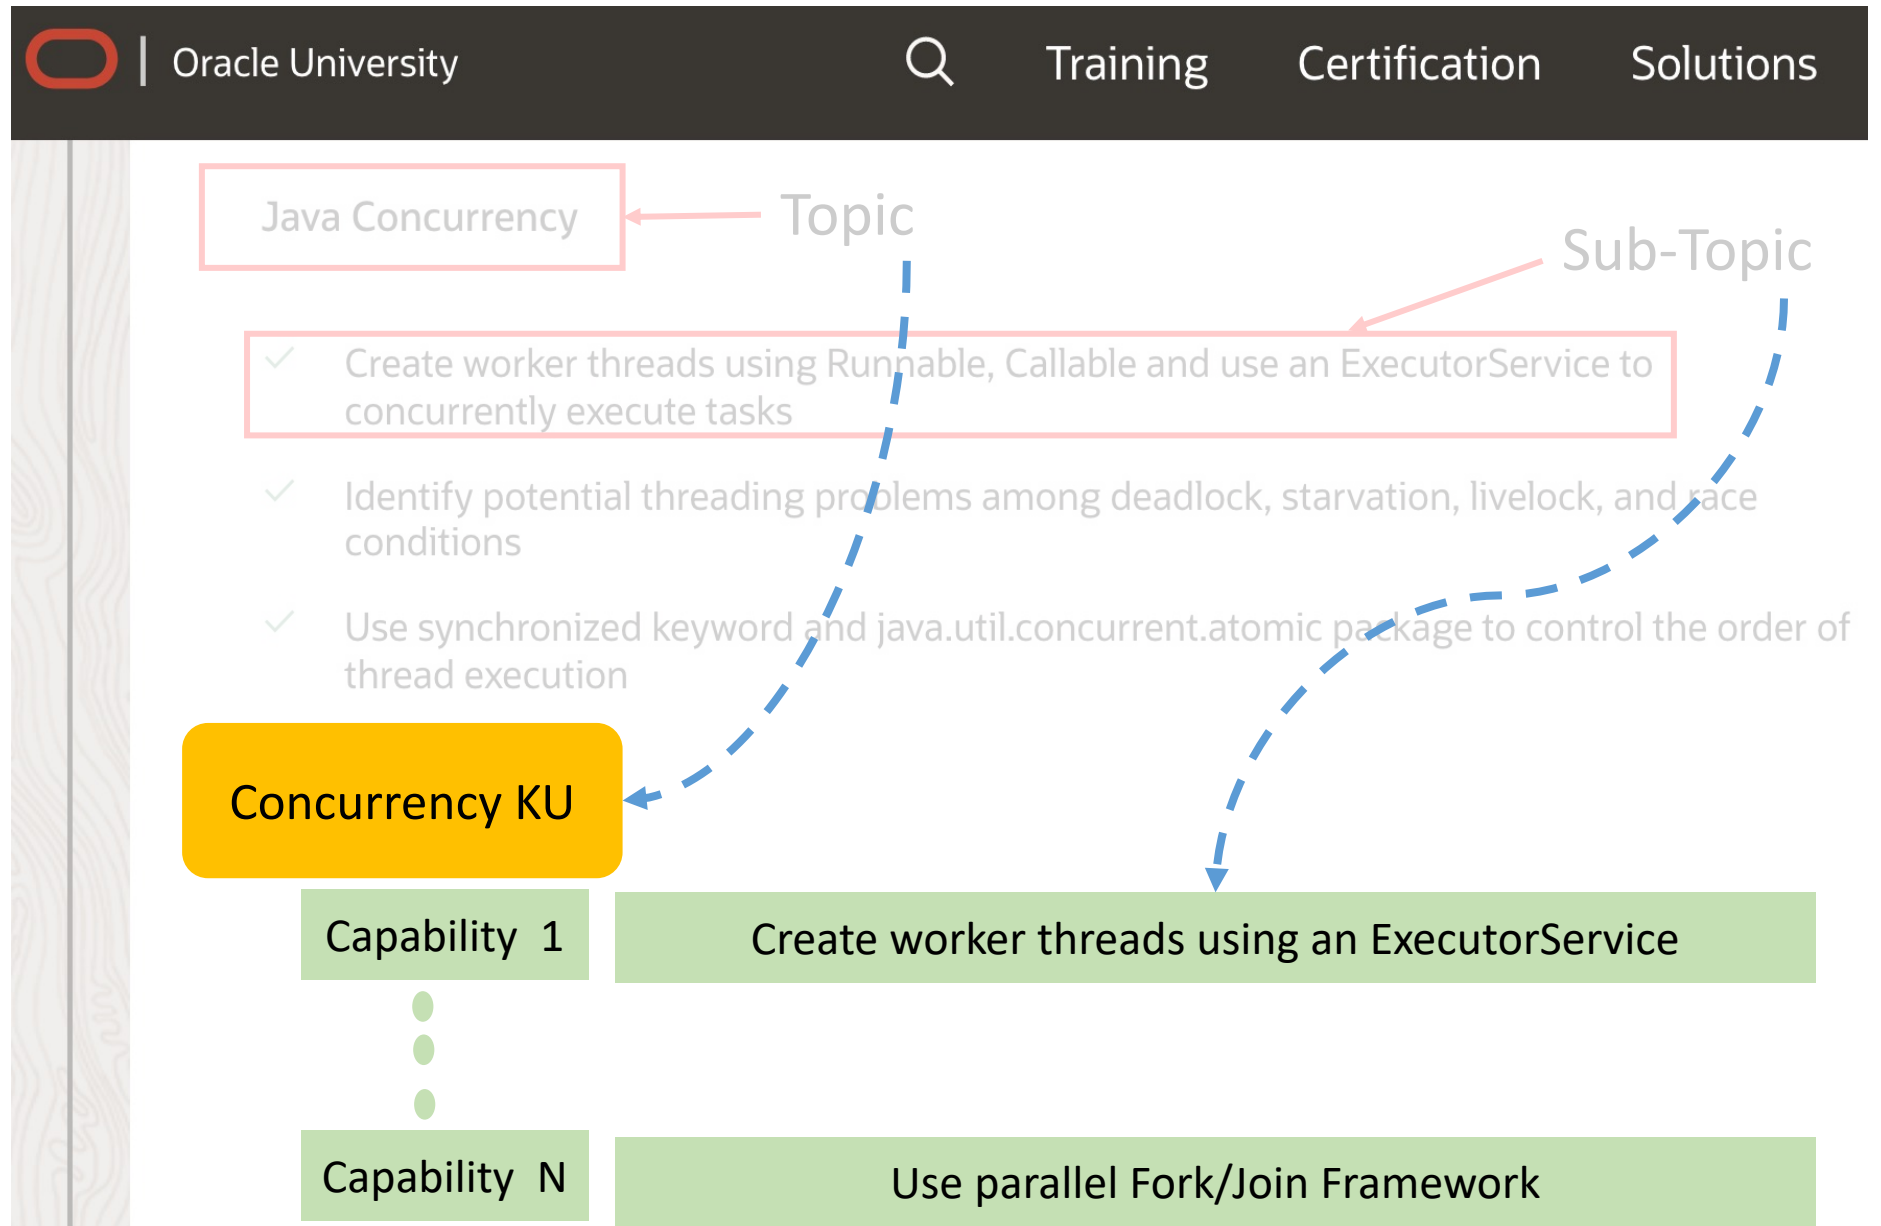 Oracle University
Training Certification Solutions
Java Concurrency
Topic
Sub-Topic
Create worker threads using Runnable, Callable and use an ExecutorService to
concurrently execute tasks
Identify potential threading problems among deadlock, starvation, livelock, and race
conditions
Use synchronized keyword and java.util.concurrent.atomic package to control the order of
thread execution
Concurrency KU
Capability 1
Create worker threads using an ExecutorService
Capability N
Use parallel Fork/Join Framework